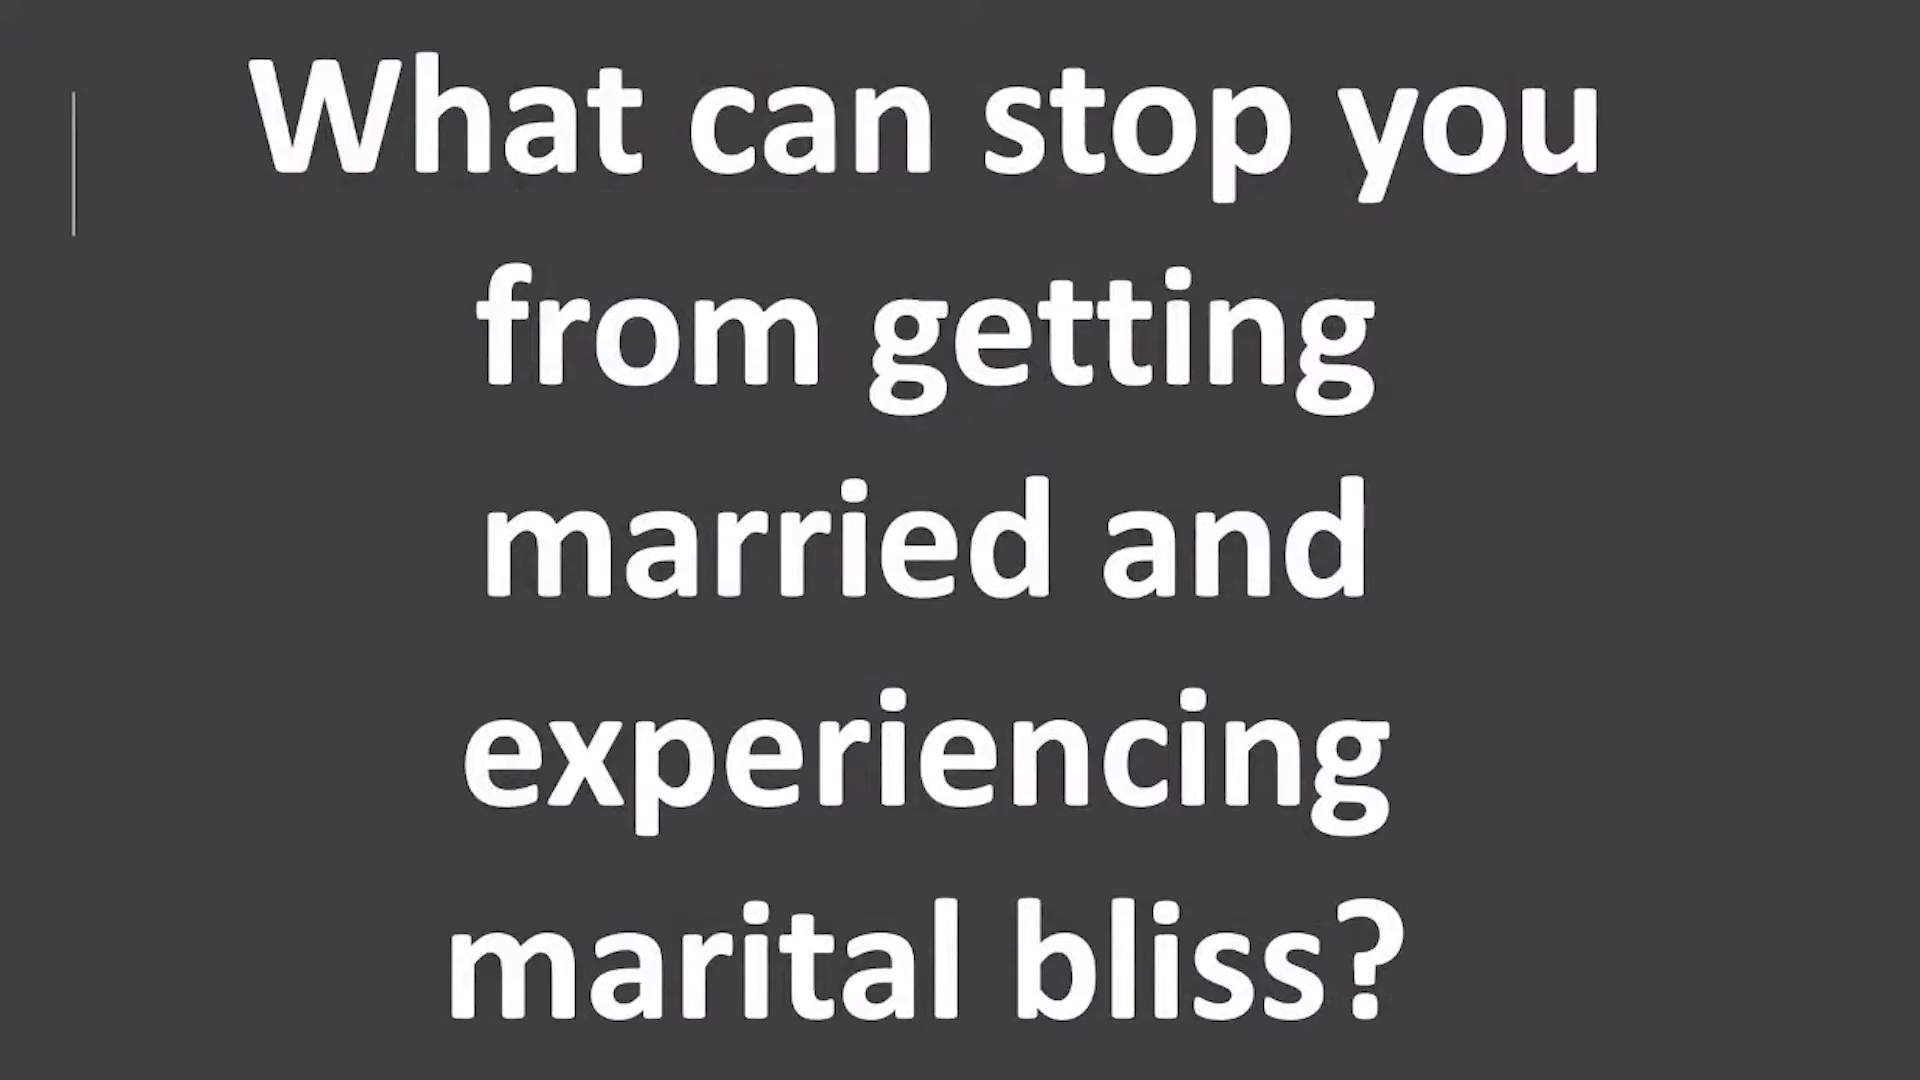 What can stop you
from getting
married and
experiencing
marital bliss?